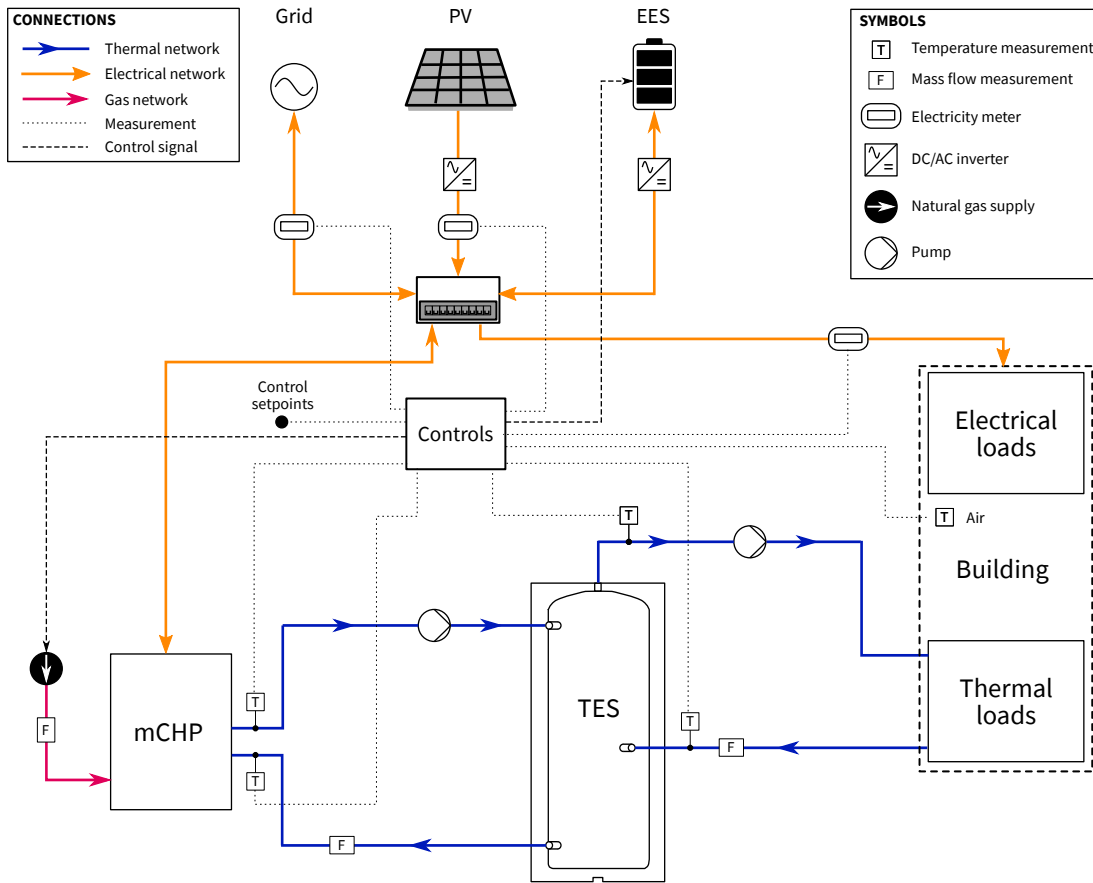 CONNECTIONS
Thermal network
Electrical network
Gas network
Measurement
Control signal
Grid
PV
EES
SYMBOLS
T Temperature measurement
F Mass flow measurement
Electricity meter
DC/AC inverter
Natural gas supply
Pump
Control
setpoints
Controls
Electrical
loads
T Air
Building
Thermal
loads
T
T
T
T
F
F
F
mCHP
TES